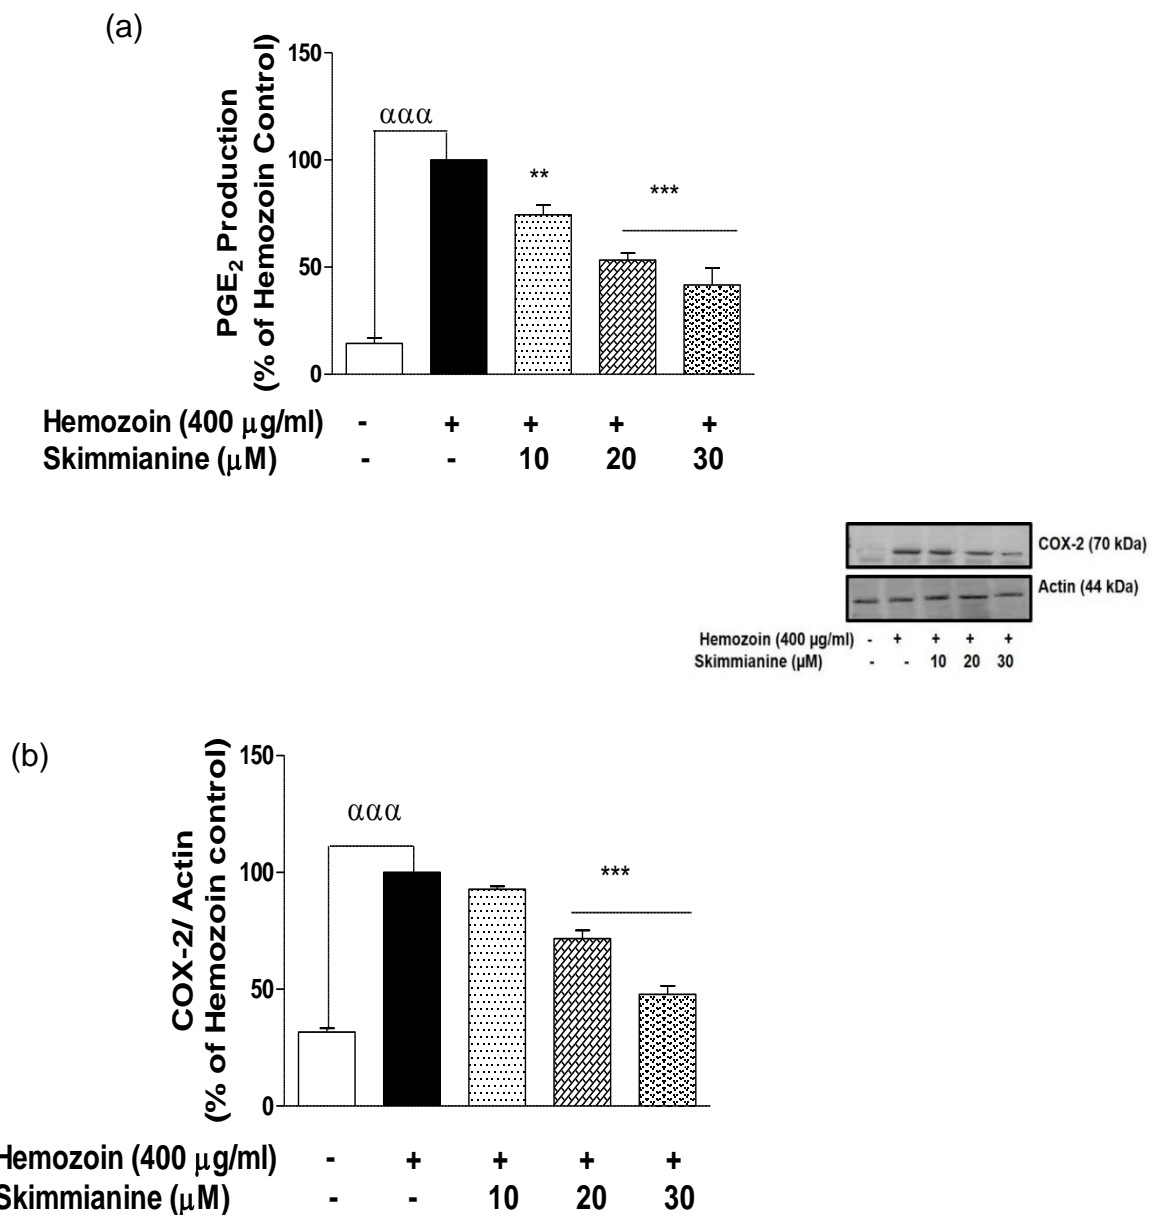 (a)
PGE₂ Production
(% of Hemozoin Control)
150
100
50
0
ααα
**
***
Hemozoin (400 μg/ml) - + + + +
Skimmianine (μM) - - 10 20 30
COX-2 (70 kDa)
Actin (44 kDa)
Hemozoin (400 μg/ml) - + + + +
Skimmianine (μM) - - 10 20 30
(b)
COX-2/ Actin
(% of Hemozoin control)
150
100
50
0
ααα
***
Hemozoin (400 μg/ml) - + + + +
Skimmianine (μM) - - 10 20 30